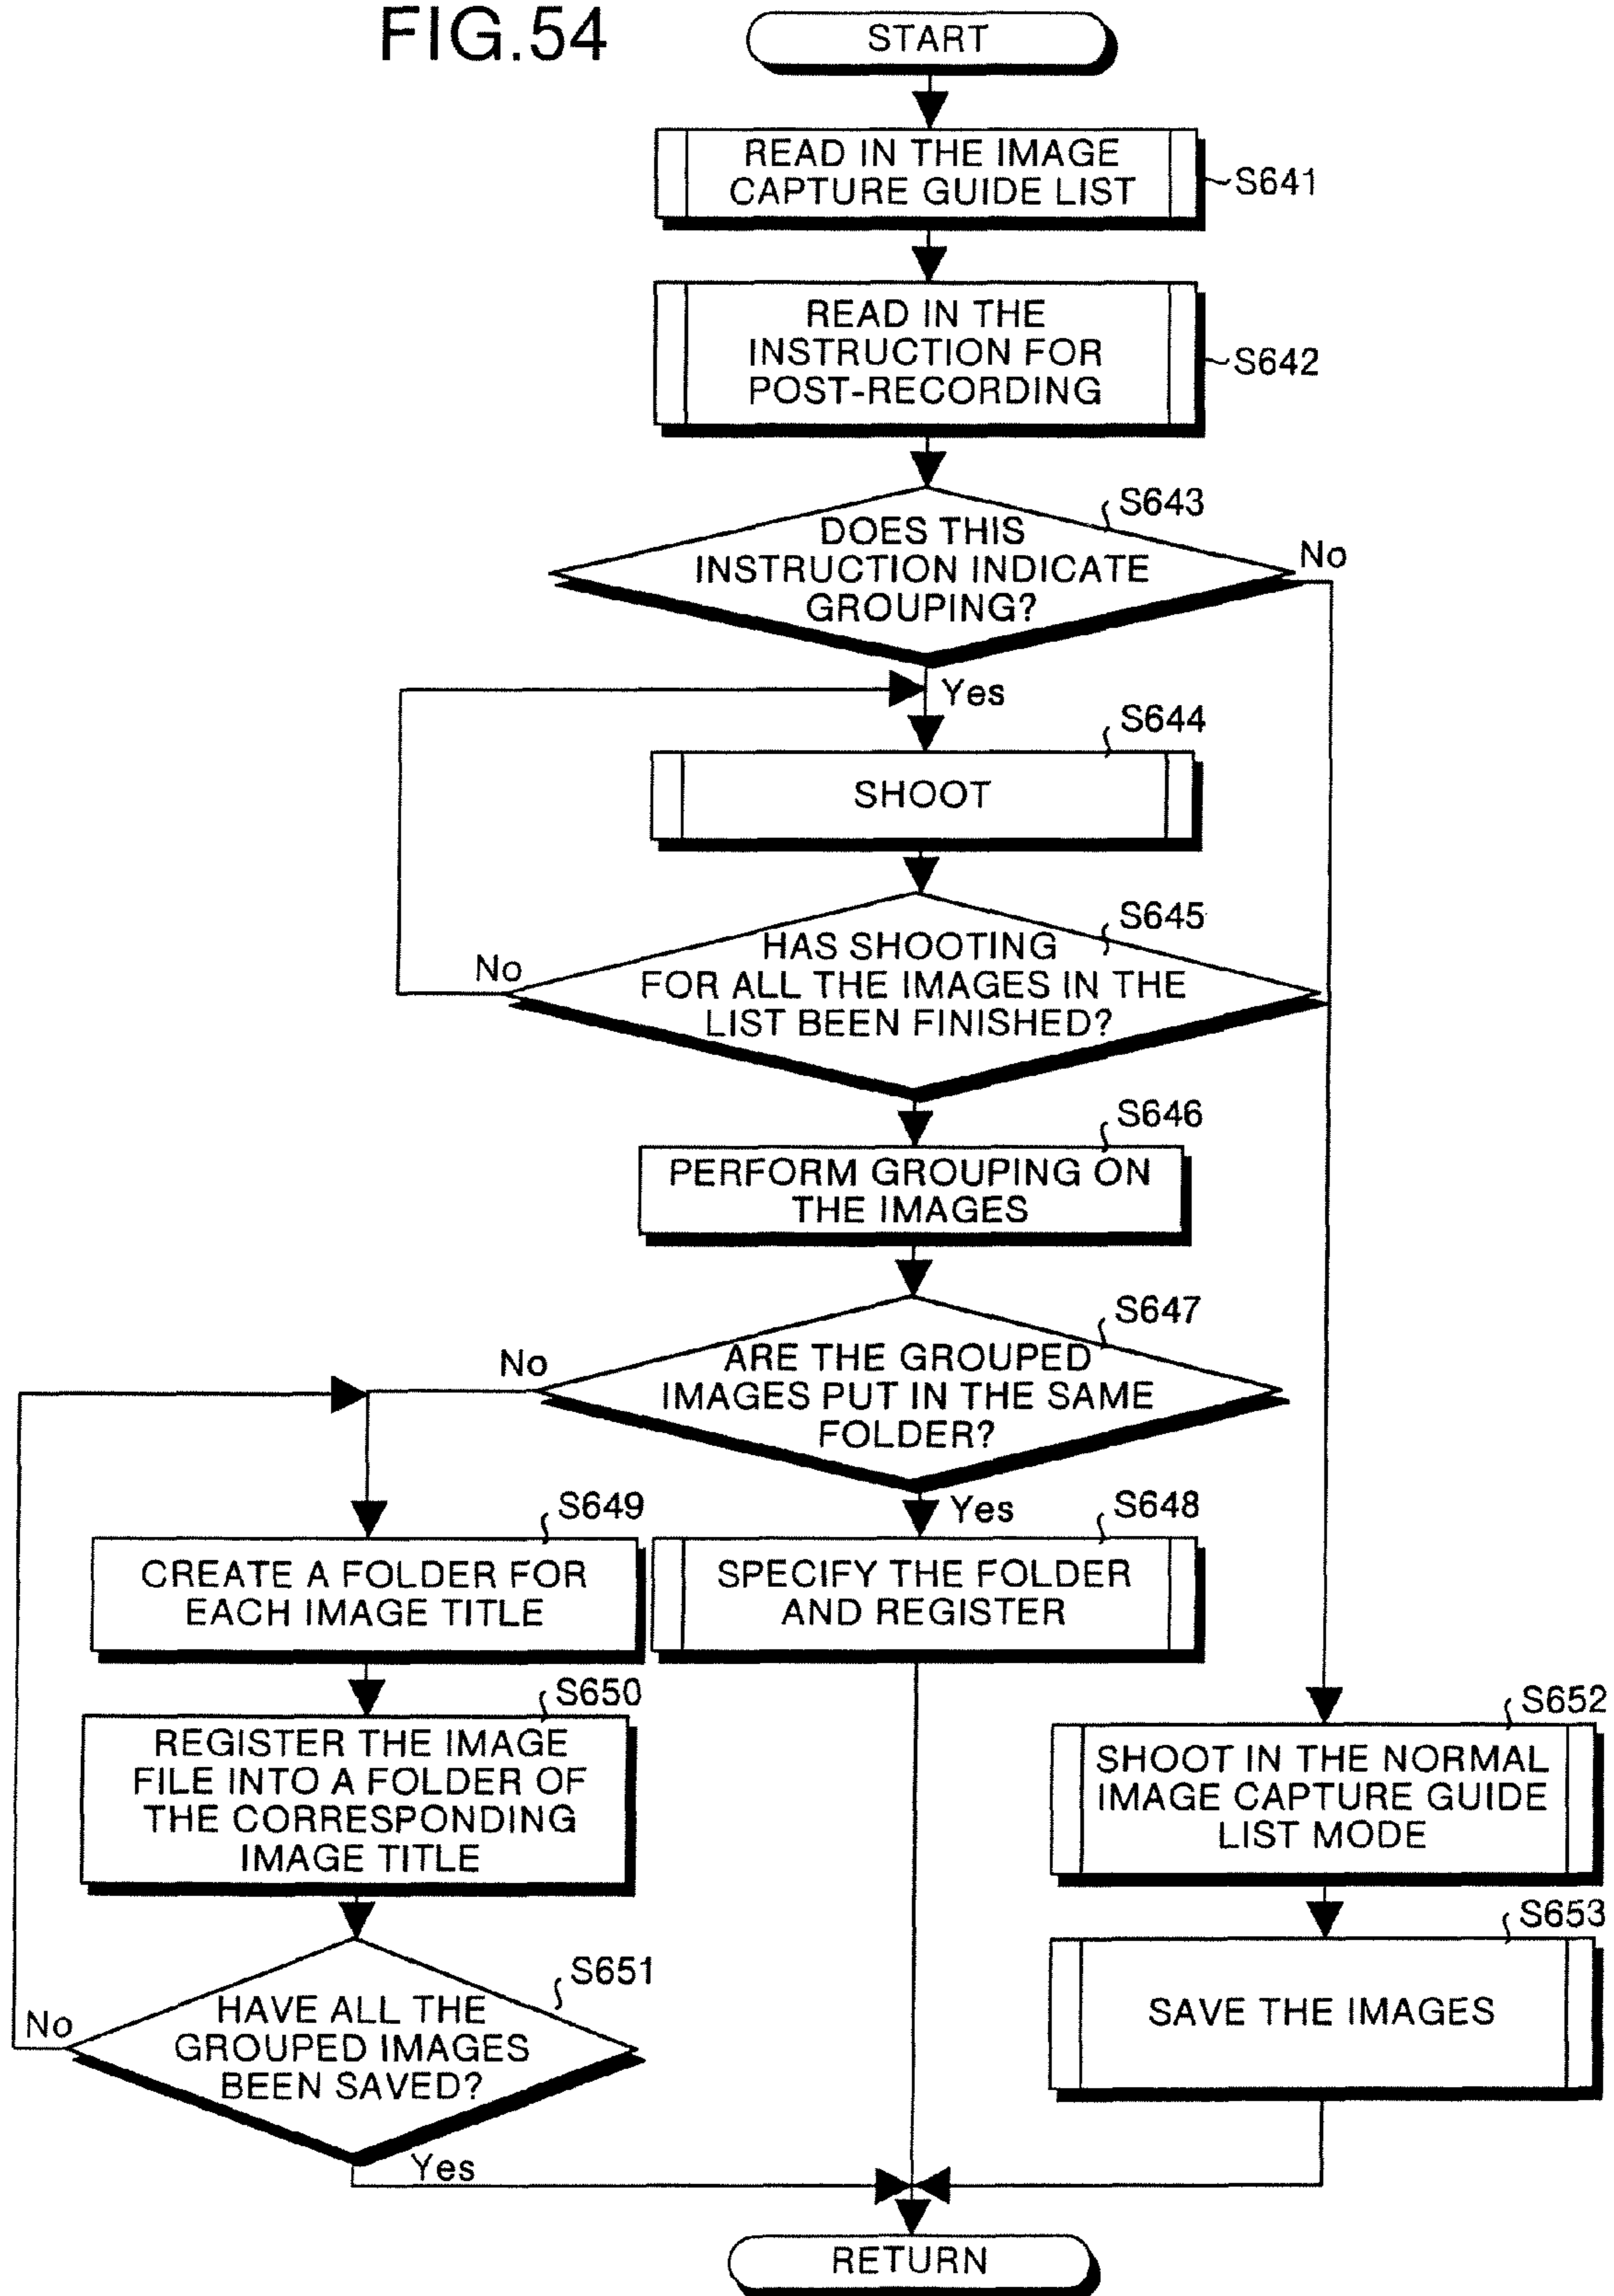 FIG.54
START
READ IN THE IMAGE
CAPTURE GUIDE LIST
S641
READ IN THE
INSTRUCTION FOR
POST-RECORDING
S642
S643
DOES THIS
INSTRUCTION INDICATE
GROUPING?
No
Yes
S644
SHOOT
S645
HAS SHOOTING
FOR ALL THE IMAGES IN THE
LIST BEEN FINISHED?
No
S646
PERFORM GROUPING ON
THE IMAGES
S647
ARE THE GROUPED
IMAGES PUT IN THE SAME
FOLDER?
No
Yes
S649
CREATE A FOLDER FOR
EACH IMAGE TITLE
S648
SPECIFY THE FOLDER
AND REGISTER
S650
REGISTER THE IMAGE
FILE INTO A FOLDER OF
THE CORRESPONDING
IMAGE TITLE
S652
SHOOT IN THE NORMAL
IMAGE CAPTURE GUIDE
LIST MODE
S651
HAVE ALL THE
GROUPED IMAGES
BEEN SAVED?
No
Yes
S653
SAVE THE IMAGES
RETURN